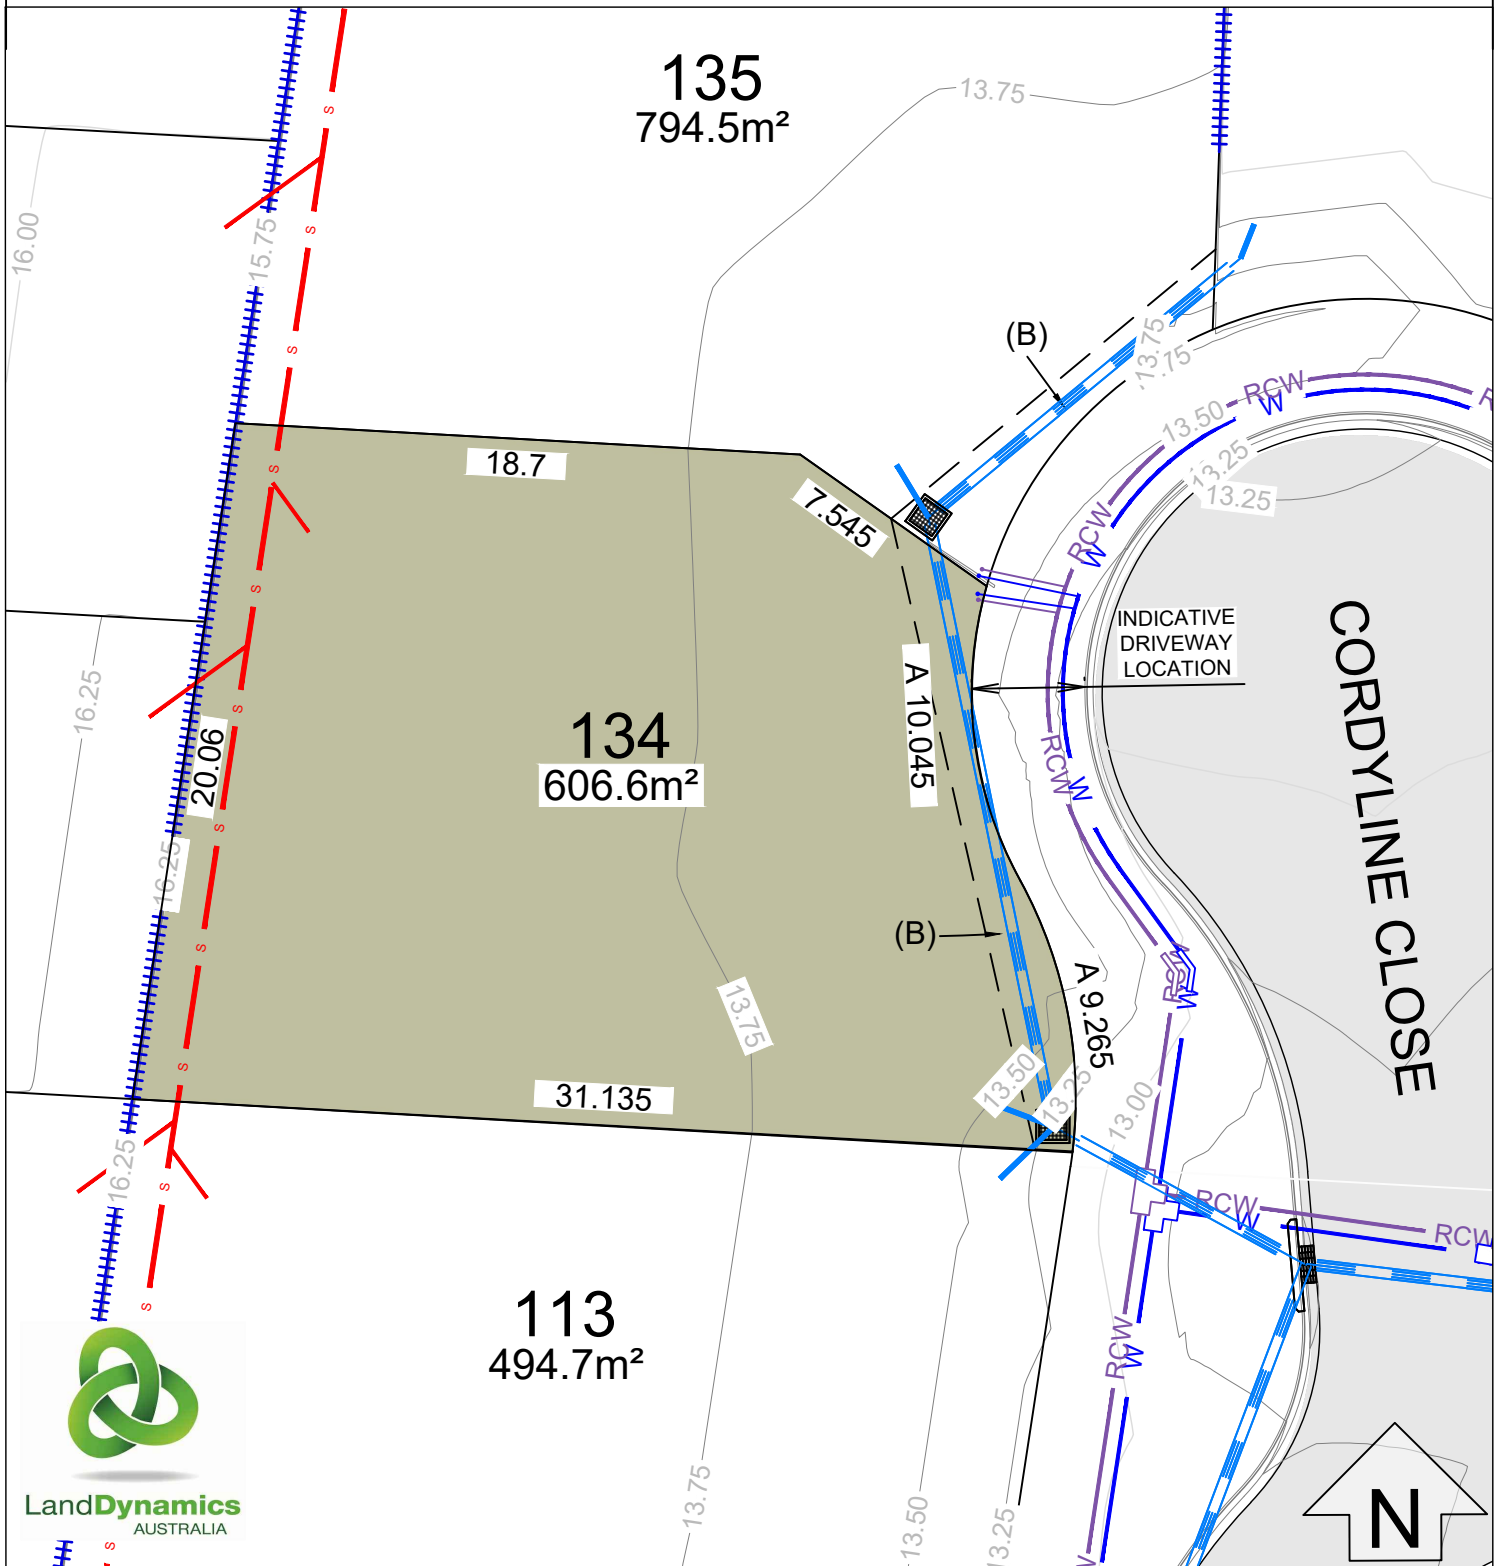 135
794.5m²
13.75
s
16.00
15.75
s
s
(B)
13.75
.75
RCW
W
R
13.50
13.25
13.25
18.7
s
7.545
RCW
W
s
INDICATIVE
DRIVEWAY
LOCATION
CORDYLINE CLOSE
16.25
A 10.045
s
20.06
134
606.6m²
RCW
W
s
16.25
(B)
s
A 9.265
W
13.75
13.50
13.25
13.00
s
31.135
16.25
s
RCW
W
RCW
113
494.7m²
s
RCW
W
LandDynamics
AUSTRALIA
13.75
13.50
13.25
s
W
N